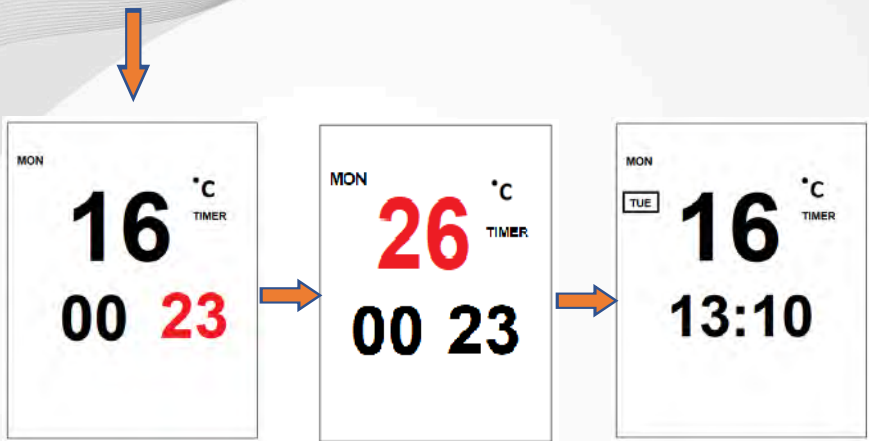 MON
16 °C
TIMER
00 23
MON
26 °C
TIMER
00 23
MON
TUE
16 °C
TIMER
13:10